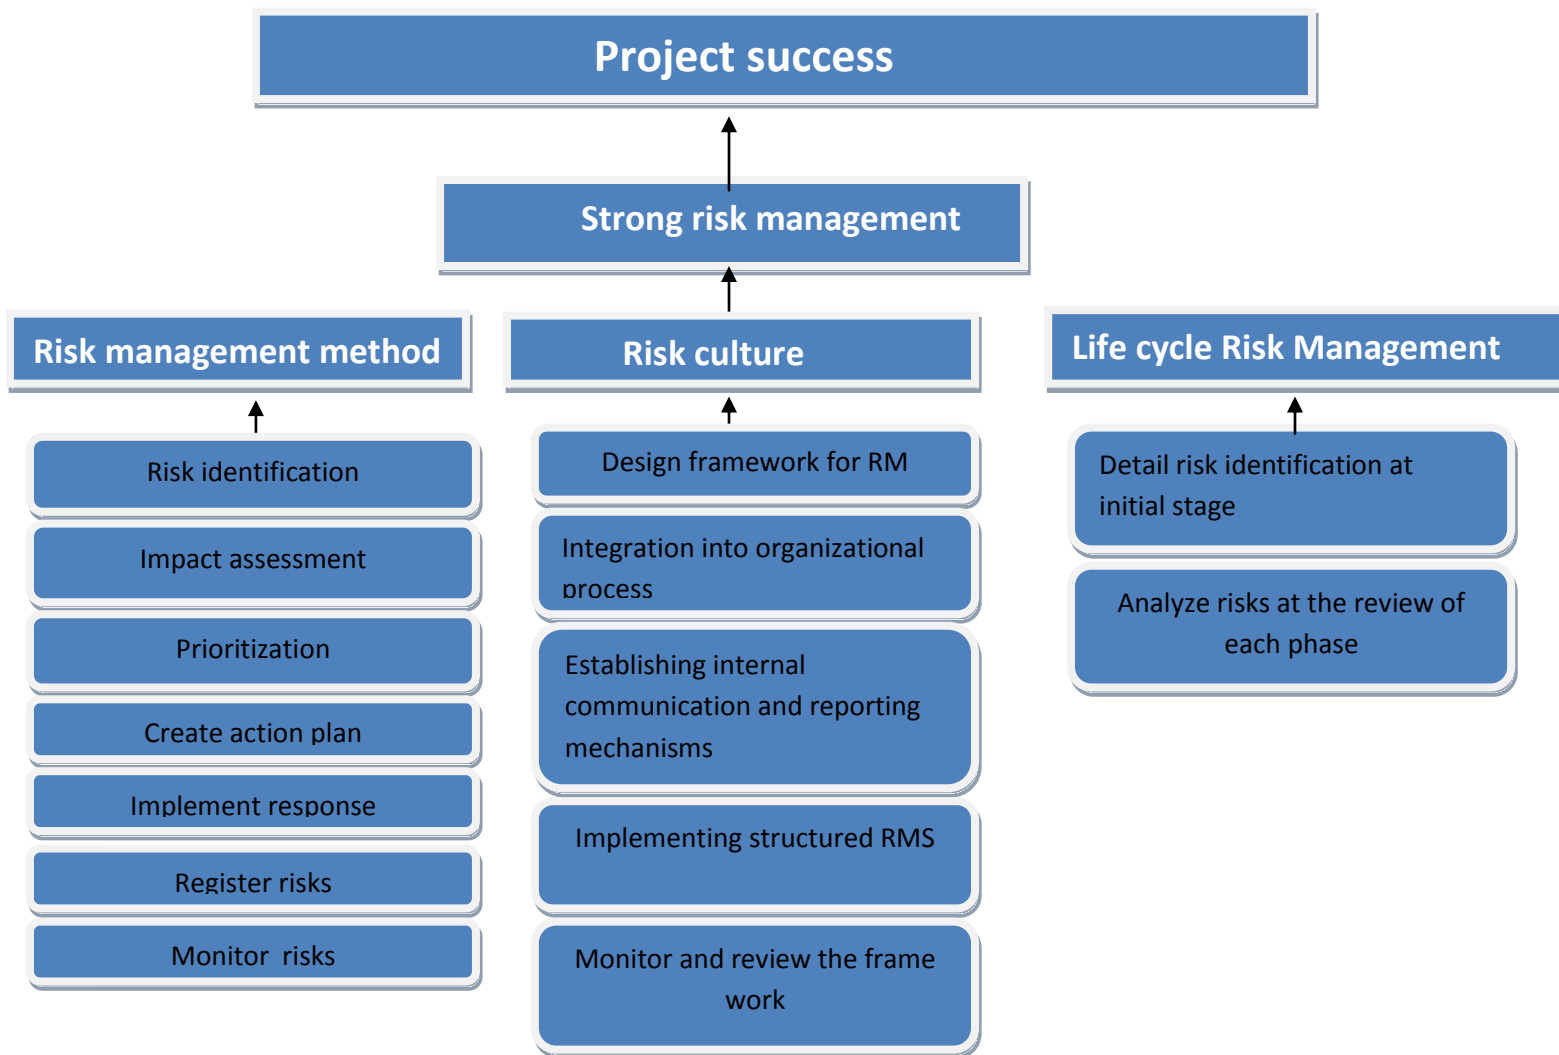 Project success
Strong risk management
Risk management method
Risk identification
Impact assessment
Prioritization
Create action plan
Implement response
Register risks
Monitor risks
Risk culture
Design framework for RM
Integration into organizational
process
Establishing internal
communication and reporting
mechanisms
Implementing structured RMS
Monitor and review the frame
work
Life cycle Risk Management
Detail risk identification at
initial stage
Analyze risks at the review of
each phase